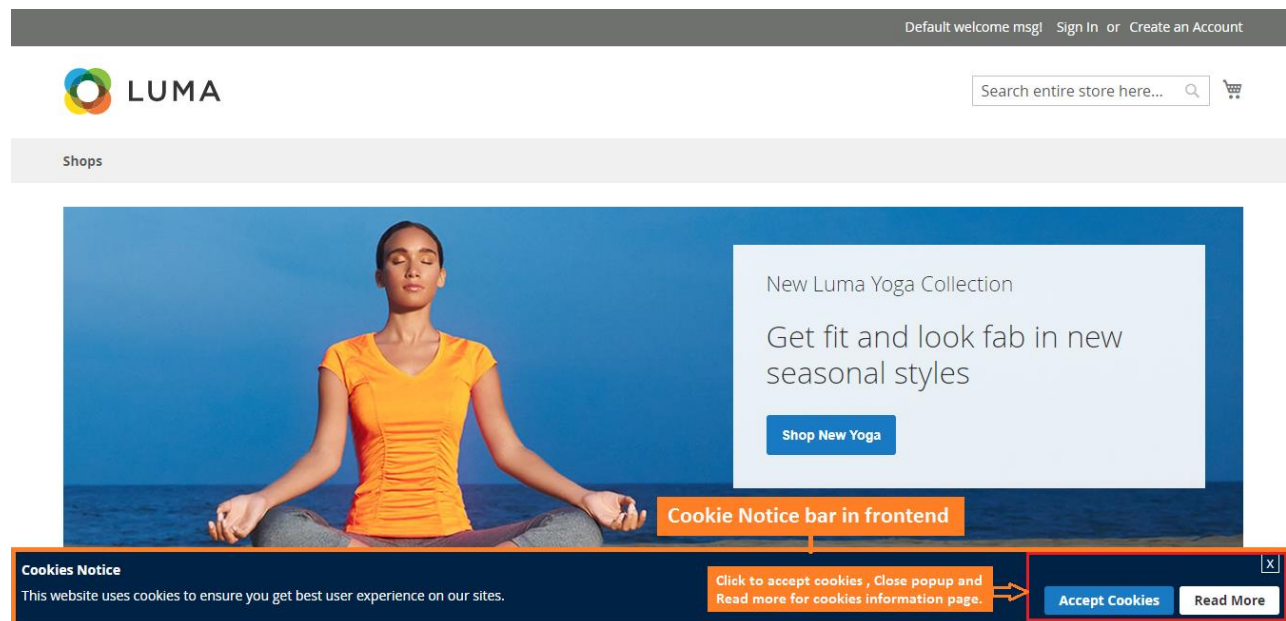 Default welcome msg! Sign In or Create an Account
LUMA
Search entire store here...
Shops
New Luma Yoga Collection
Get fit and look fab in new
seasonal styles
Shop New Yoga
Cookie Notice bar in frontend
Cookies Notice
This website uses cookies to ensure you get best user experience on our sites.
Click to accept cookies , Close popup and
Read more for cookies information page.
X
Accept Cookies Read More